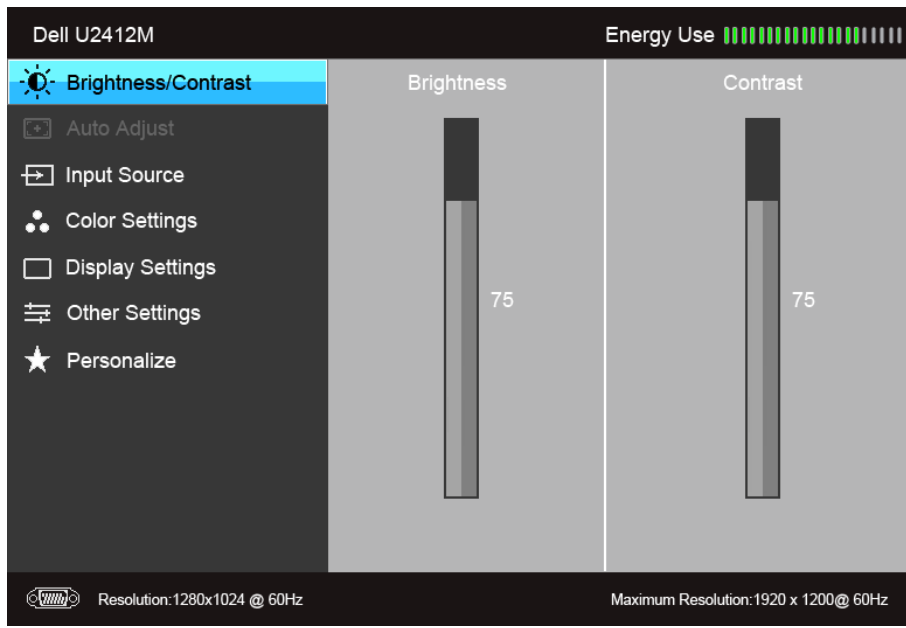 Dell U2412M
Energy Use
Brightness/Contrast
Auto Adjust
Input Source
Color Settings
Display Settings
Other Settings
Personalize
Brightness
75
Contrast
75
Resolution:1280x1024 @ 60Hz
Maximum Resolution:1920 x 1200@ 60Hz